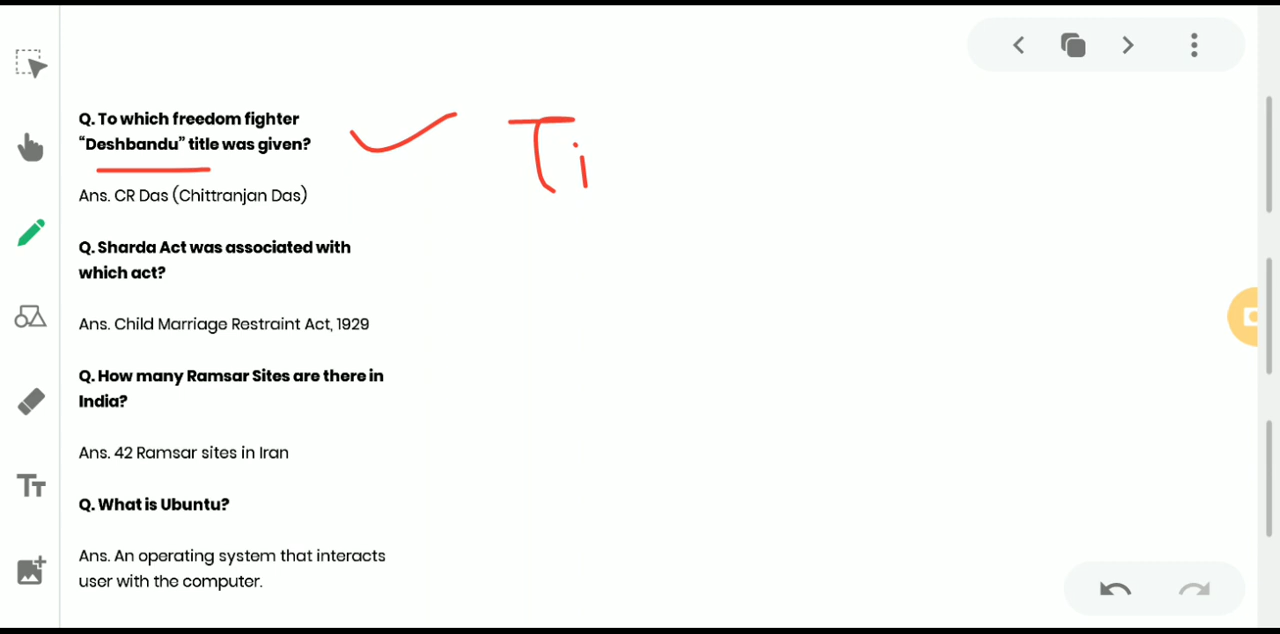 Q. To which freedom fighter
“Deshbandu” title was given?
Ti
Ans. CR Das (Chittranjan Das)
Q. Sharda Act was associated with
which act?
Ans. Child Marriage Restraint Act, 1929
Q. How many Ramsar Sites are there in
India?
Ans. 42 Ramsar sites in Iran
Q. What is Ubuntu?
Ans. An operating system that interacts
user with the computer.
TT